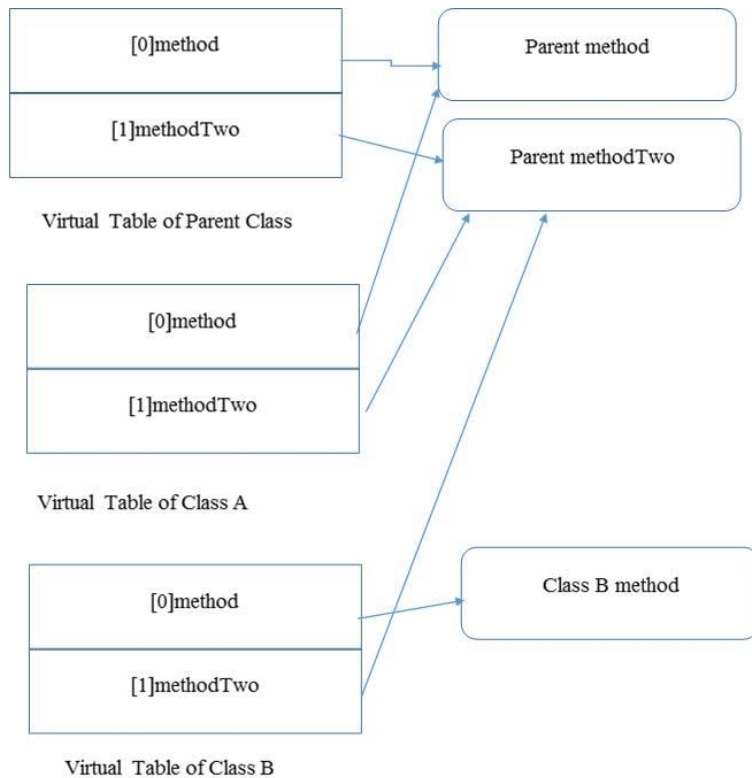 [0]method
Parent method
[1]methodTwo
Parent methodTwo
Virtual Table of Parent Class
[0]method
[1]methodTwo
Virtual Table of Class A
[0]method
Class B method
[1]methodTwo
Virtual Table of Class B